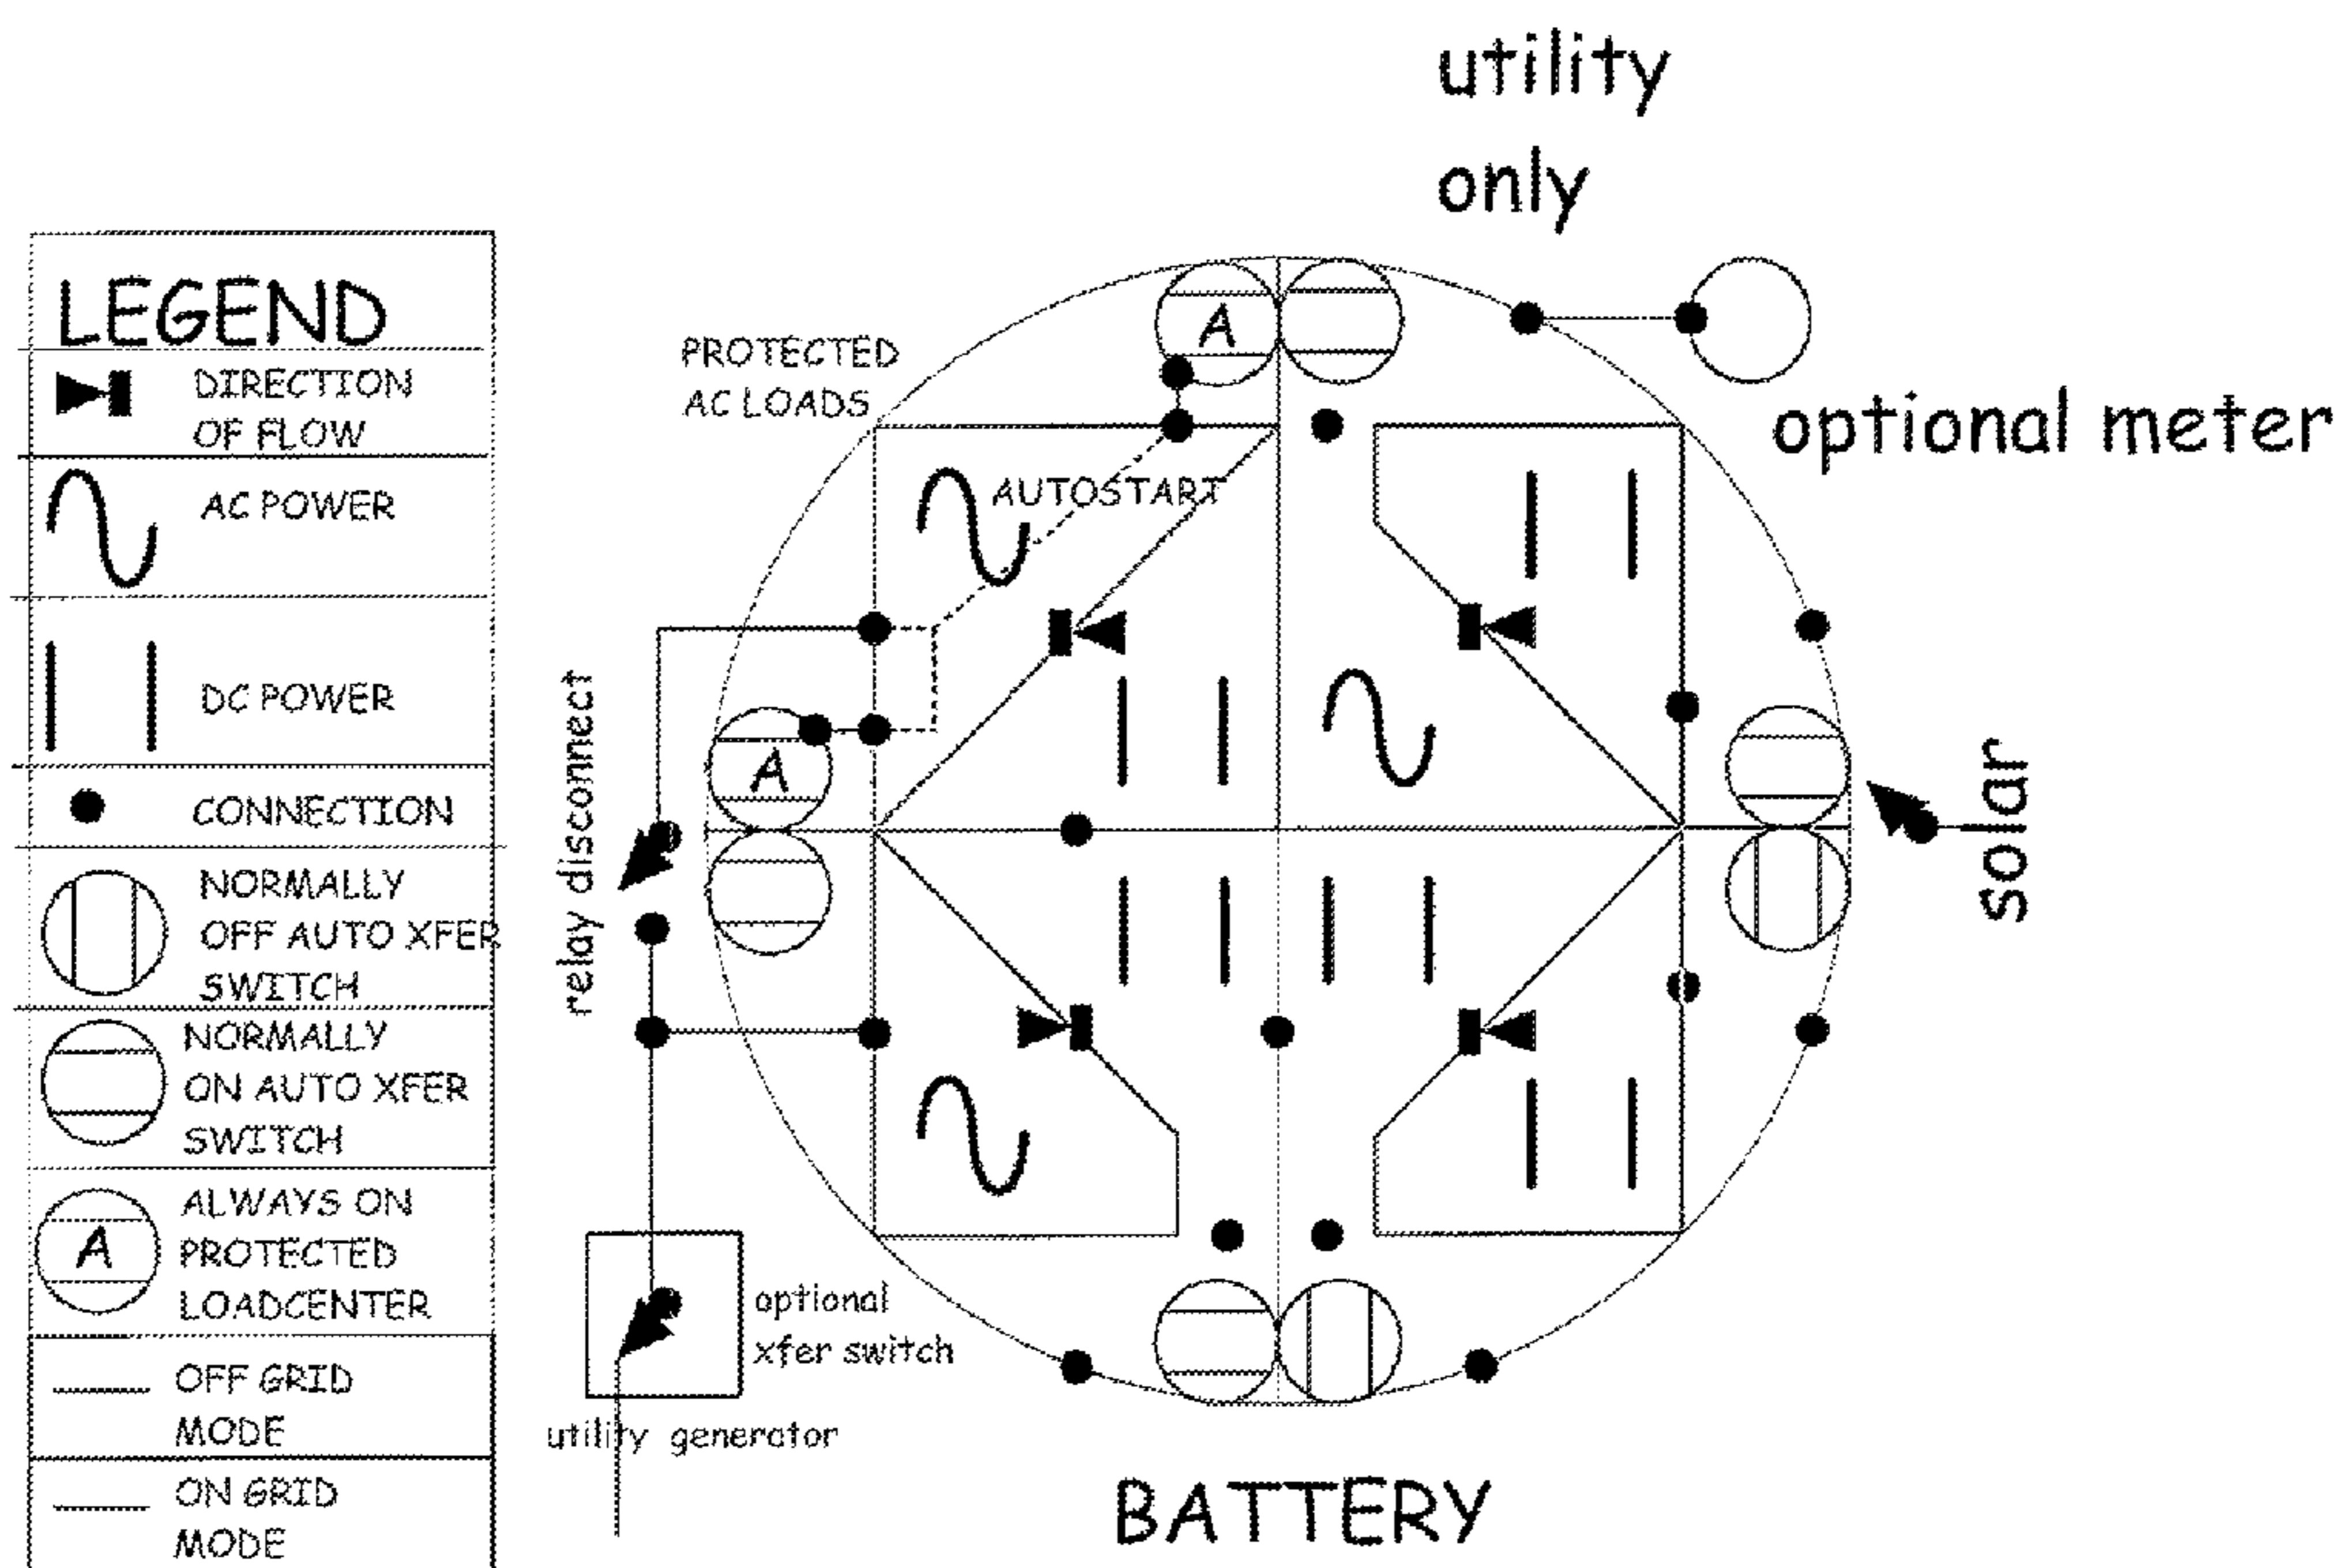 utility
only
LEGEND
DIRECTION
OF FLOW
AC POWER
DC POWER
CONNECTION
NORMALLY
OFF AUTO XFER
SWITCH
NORMALLY
ON AUTO XFER
SWITCH
A
ALWAYS ON
PROTECTED
LOADCENTER
OFF GRID
MODE
ON GRID
MODE
PROTECTED
AC LOADS
A
optional meter
AUTOSTART
relay disconnect
A
solar
optional
xfer switch
utility generator
BATTERY